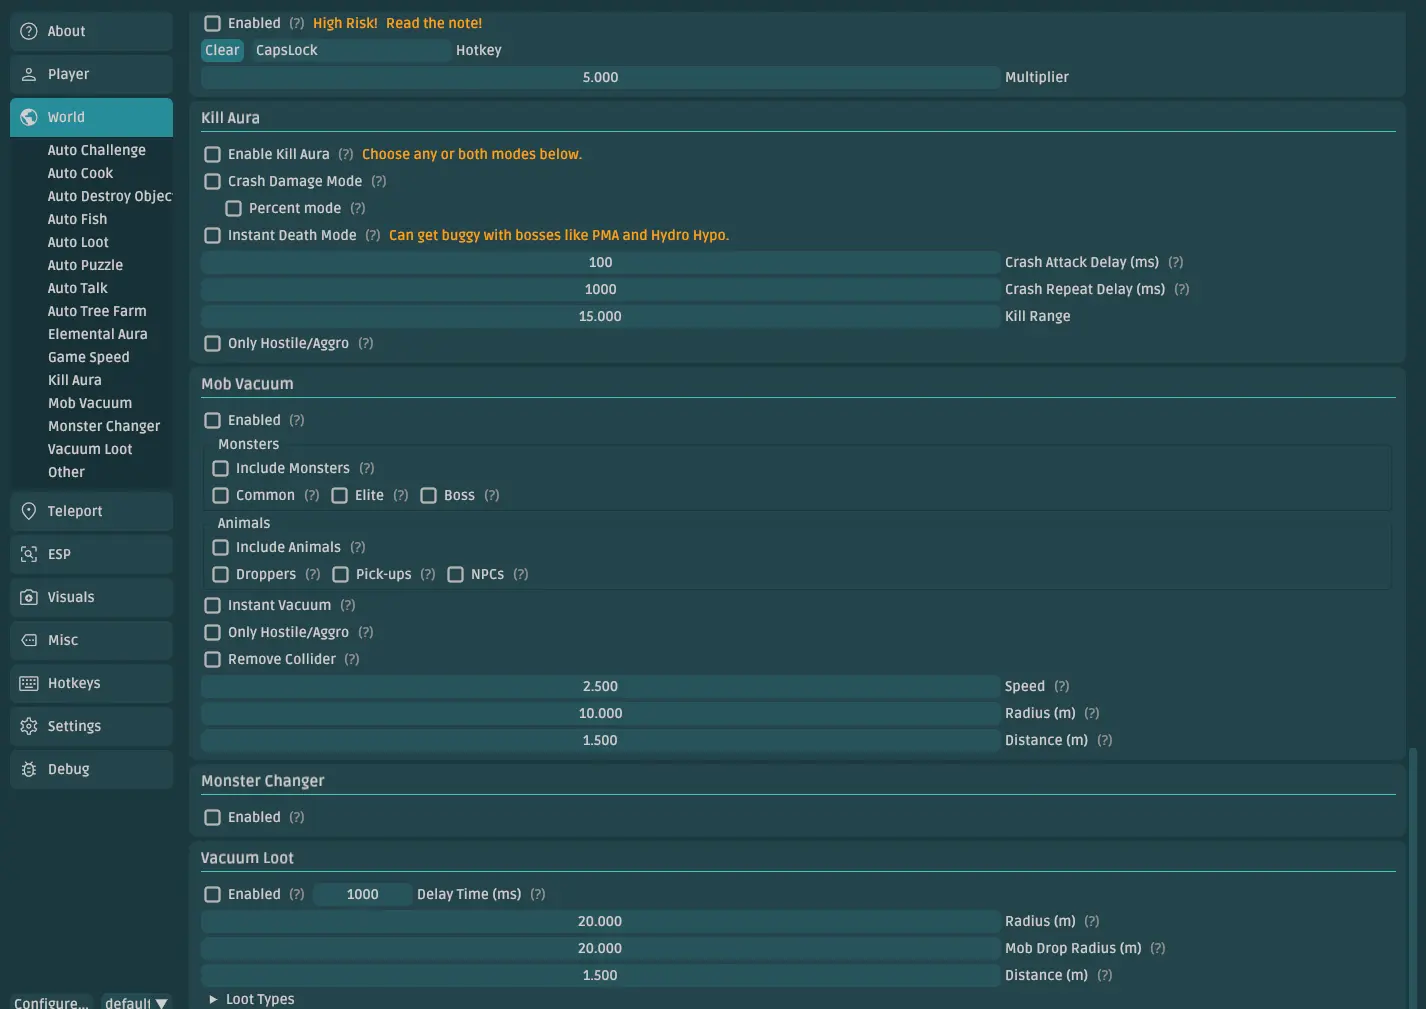 About
Player
World
Auto Challenge
Auto Cook
Auto Destroy Objec
Auto Fish
Auto Loot
Auto Puzzle
Auto Talk
Auto Tree Farm
Elemental Aura
Game Speed
Kill Aura
Mob Vacuum
Monster Changer
Vacuum Loot
Other
Teleport
ESP
Visuals
Misc
Hotkeys
Settings
Debug
Configure... default
Enabled (?) High Risk! Read the note!
Clear CapsLock Hotkey
5.000 Multiplier
Kill Aura
Enable Kill Aura (?) Choose any or both modes below.
Crash Damage Mode (?)
Percent mode (?)
Instant Death Mode (?) Can get buggy with bosses like PMA and Hydro Hypo.
100 Crash Attack Delay (ms) (?)
1000 Crash Repeat Delay (ms) (?)
15.000 Kill Range
Only Hostile/Aggro (?)
Mob Vacuum
Enabled (?)
Monsters
Include Monsters (?)
Common (?) Elite (?) Boss (?)
Animals
Include Animals (?)
Droppers (?) Pick-ups (?) NPCs (?)
Instant Vacuum (?)
Only Hostile/Aggro (?)
Remove Collider (?)
2.500 Speed (?)
10.000 Radius (m) (?)
1.500 Distance (m) (?)
Monster Changer
Enabled (?)
Vacuum Loot
Enabled (?) 1000 Delay Time (ms) (?)
20.000 Radius (m) (?)
20.000 Mob Drop Radius (m) (?)
1.500 Distance (m) (?)
Loot Types